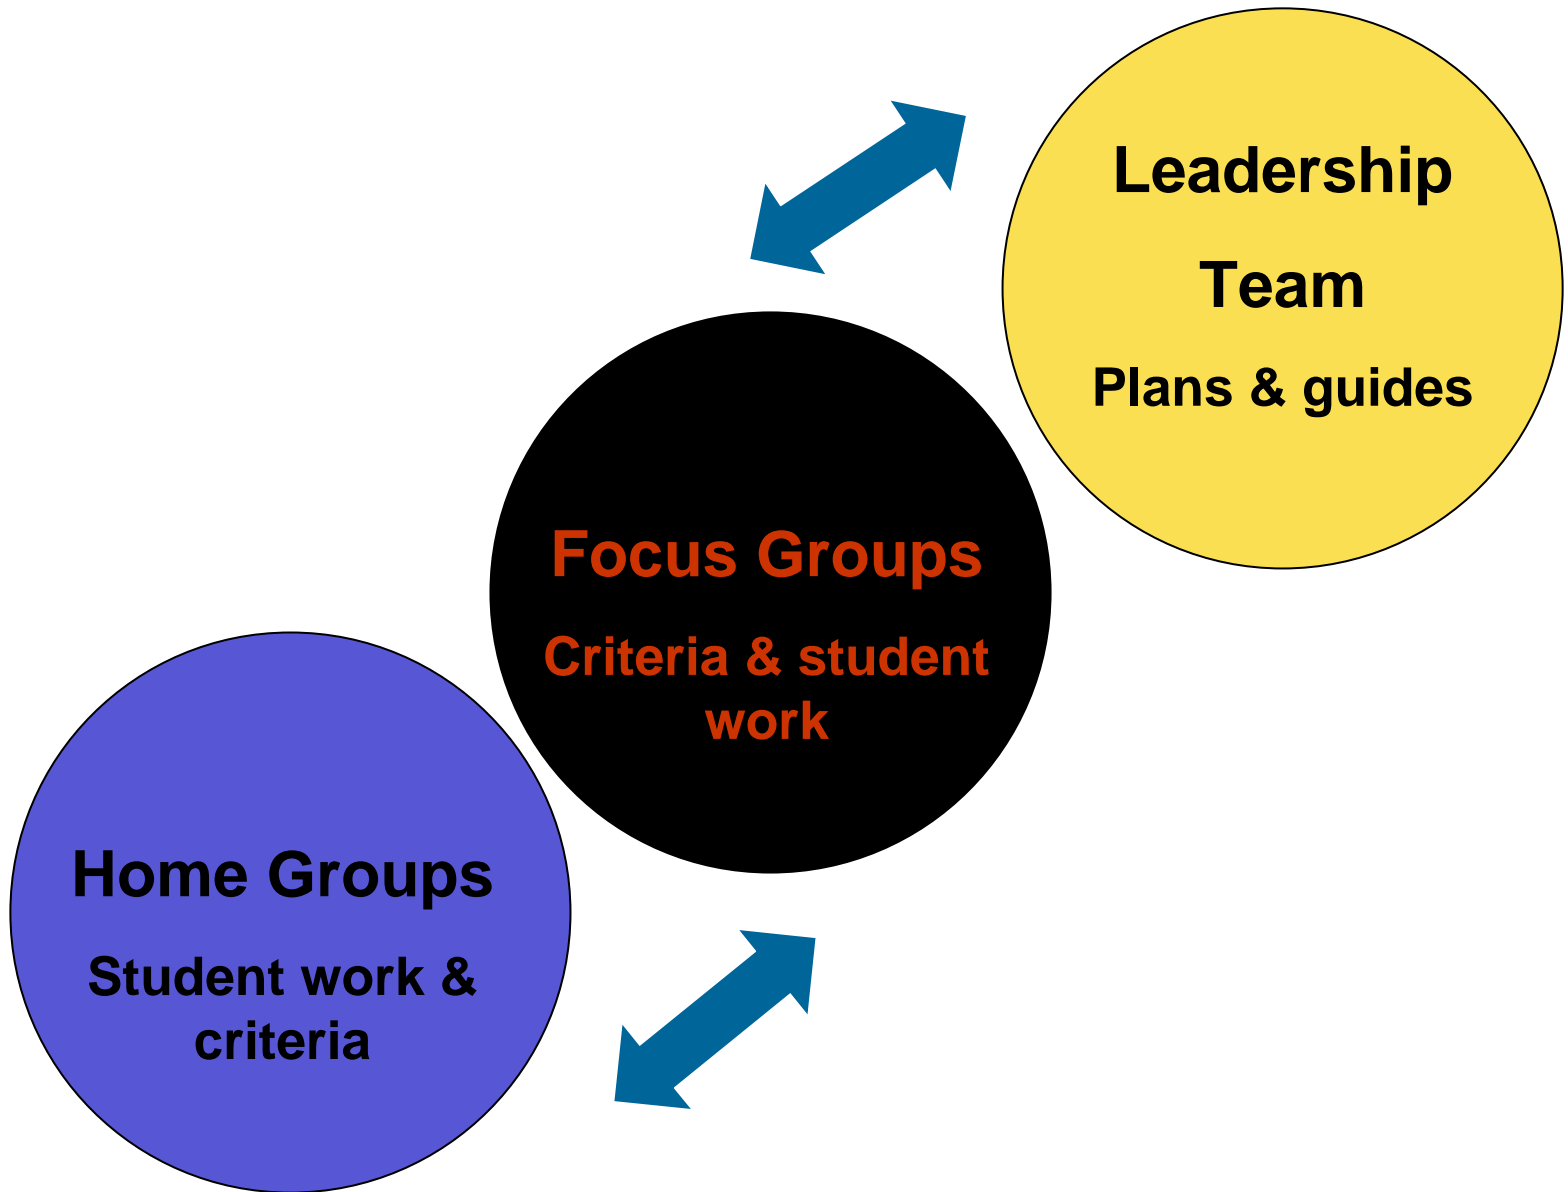 Leadership
Team
Plans & guides
Focus Groups
Criteria & student
work
Home Groups
Student work &
criteria